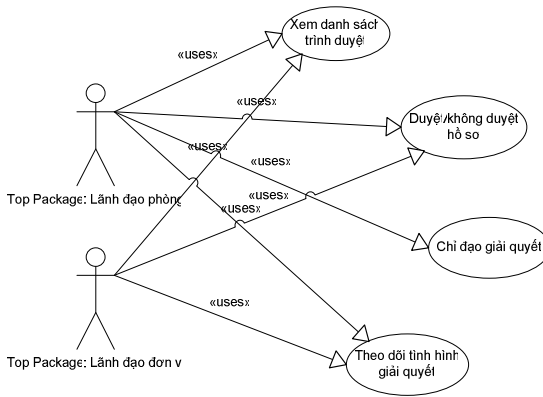 Xem danh sách
trình duyệt
«uses»
«uses»
Duyệt/không duyệt
hồ sơ
«uses»
«uses»
Top Package: Lãnh đạo phòng
«uses»
«uses»
Chỉ đạo giải quyết
«uses»
Theo dõi tình hình
giải quyết
Top Package: Lãnh đạo đơn v